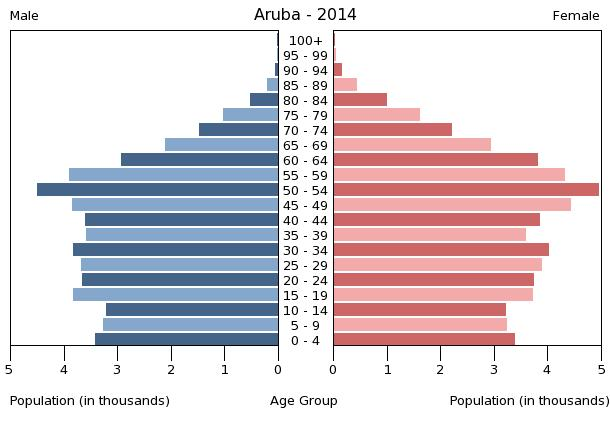 Male Aruba - 2014 Female
100+
95 - 99
90 - 94
85 - 89
80 - 84
75 - 79
70 - 74
65 - 69
60 - 64
55 - 59
50 - 54
45 - 49
40 - 44
35 - 39
30 - 34
25 - 29
20 - 24
15 - 19
10 - 14
5 - 9
0 - 4
5 4 3 2 1 0 0 1 2 3 4 5
Population (in thousands) Age Group Population (in thousands)